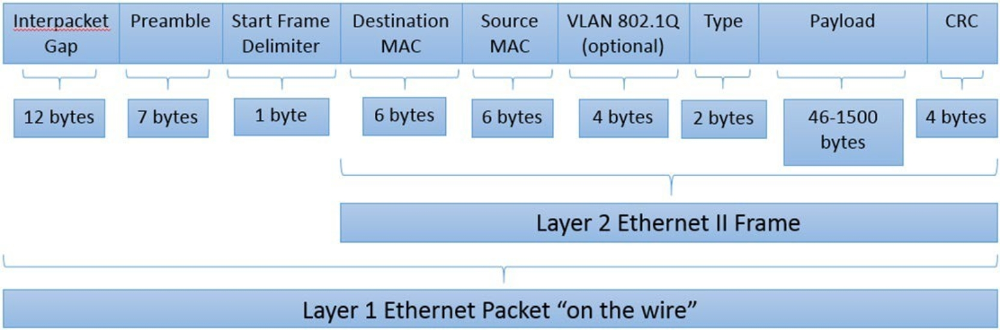 Interpacket
Gap
Preamble
Start Frame
Delimiter
Destination
MAC
Source
MAC
VLAN 802.1Q
(optional)
Type
Payload
CRC
12 bytes
7 bytes
1 byte
6 bytes
6 bytes
4 bytes
2 bytes
46-1500
bytes
4 bytes
Layer 2 Ethernet II Frame
Layer 1 Ethernet Packet “on the wire”